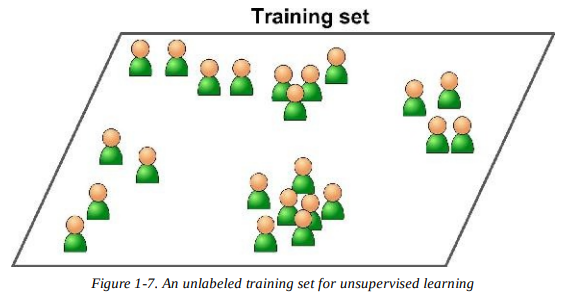 Training set
Figure 1-7. An unlabeled training set for unsupervised learning